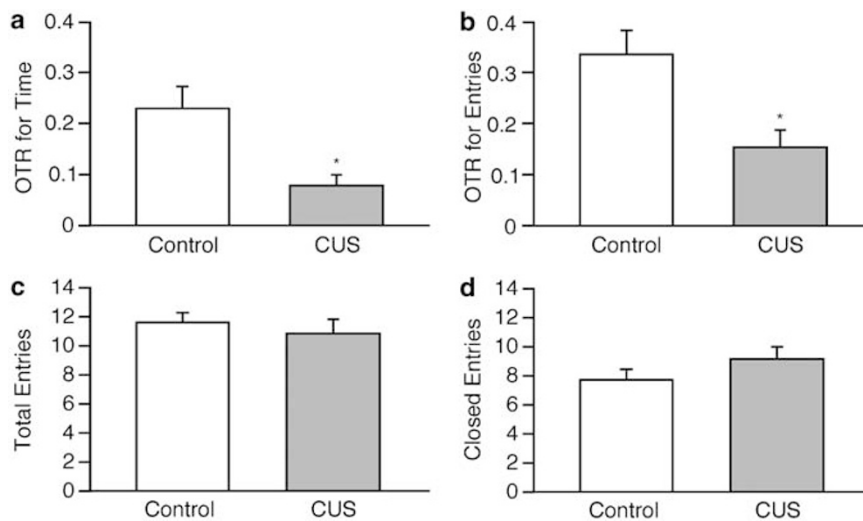 a
OTR for Time
0.4
0.3
0.2
0.1
0
*
Control
CUS
b
OTR for Entries
0.4
0.3
0.2
0.1
0
*
Control
CUS
c
Total Entries
14
12
10
8
6
4
2
0
Control
CUS
d
Closed Entries
14
12
10
8
6
4
2
0
Control
CUS